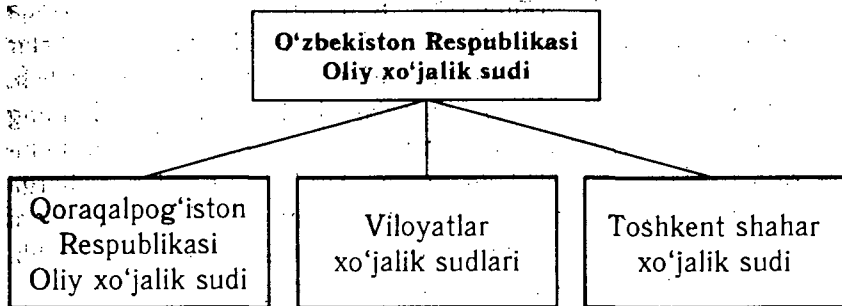 O‘zbekiston Respublikasi
Oliy xo‘jalik sudi
Qoraqalpog‘iston
Respublikasi
Oliy xo‘jalik sudi
Viloyatlar
xo‘jalik sudlari
Toshkent shahar
xo‘jalik sudi